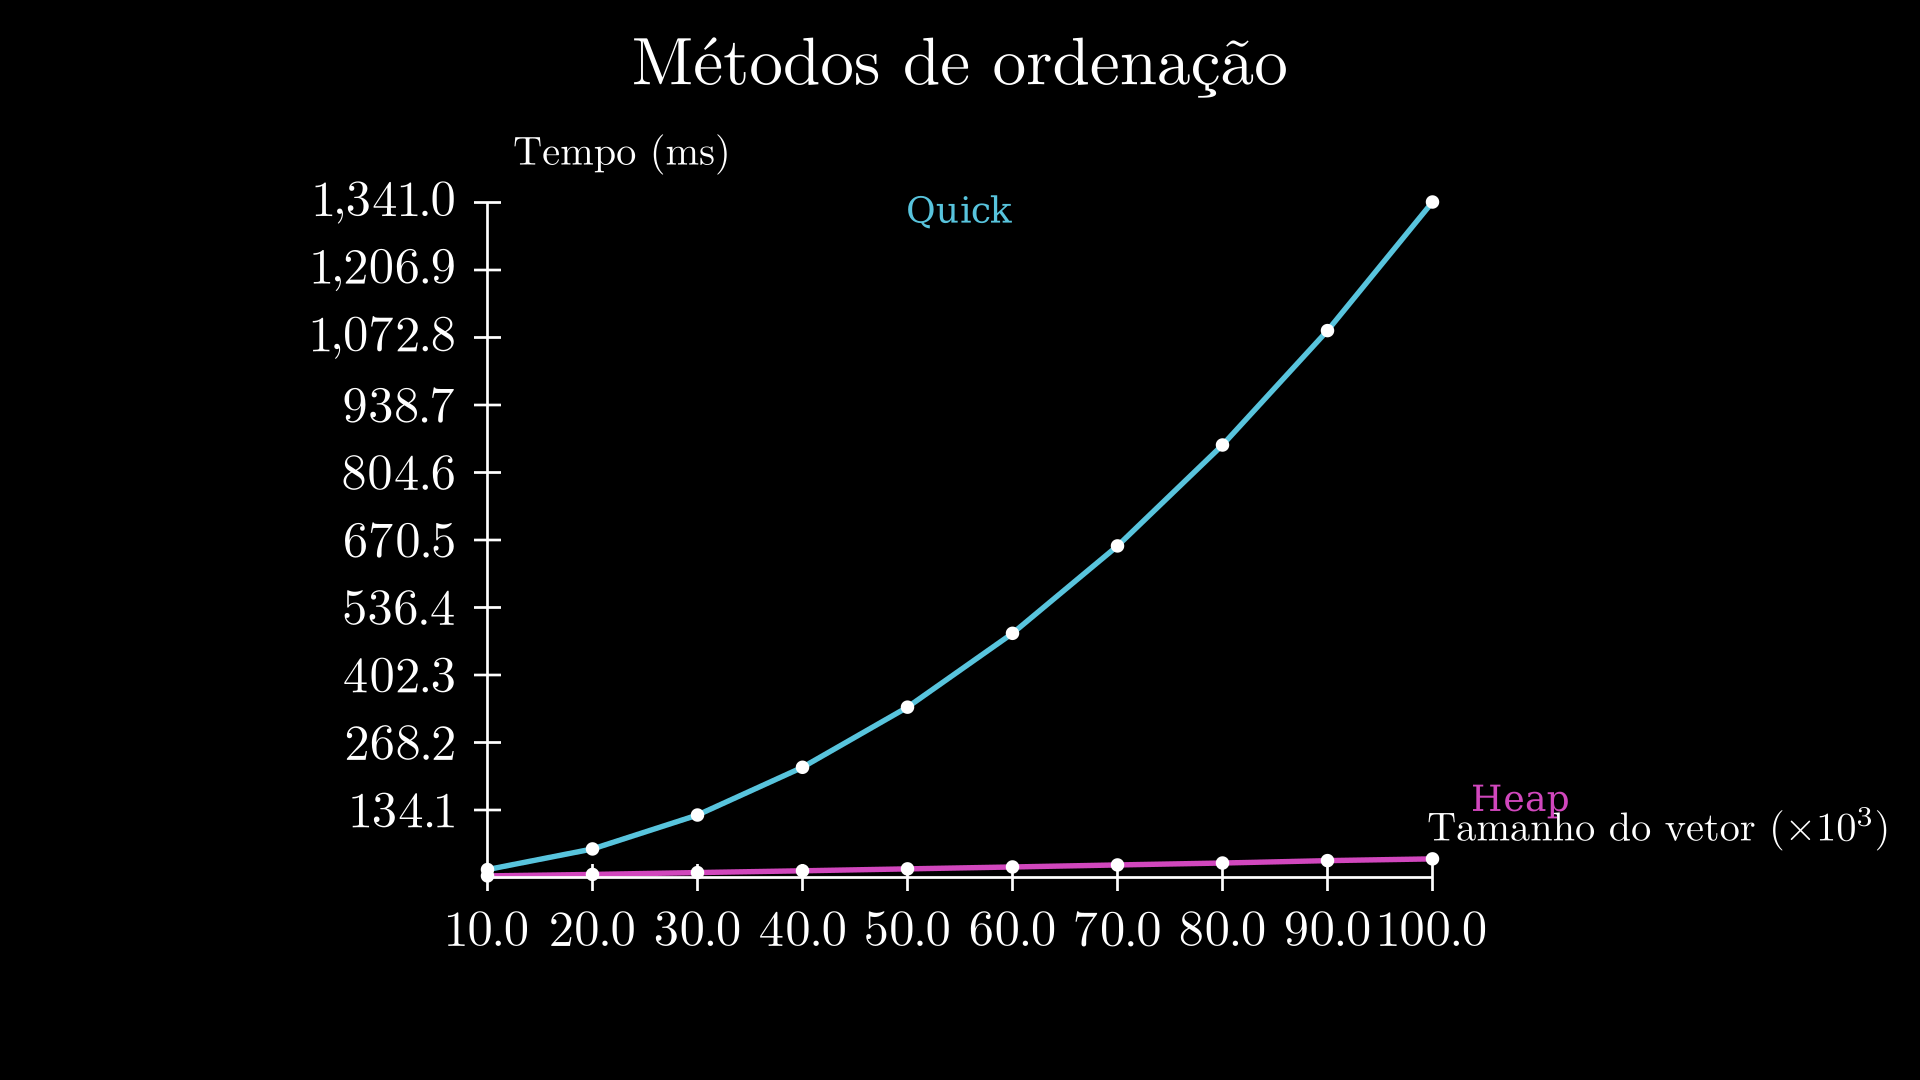 Métodos de ordenação
Tempo (ms)
1,341.0
Quick
1,206.9
1,072.8
938.7
804.6
670.5
536.4
402.3
268.2
134.1
Heap
Tamanho do vetor (×10³)
10.0 20.0 30.0 40.0 50.0 60.0 70.0 80.0 90.0 100.0